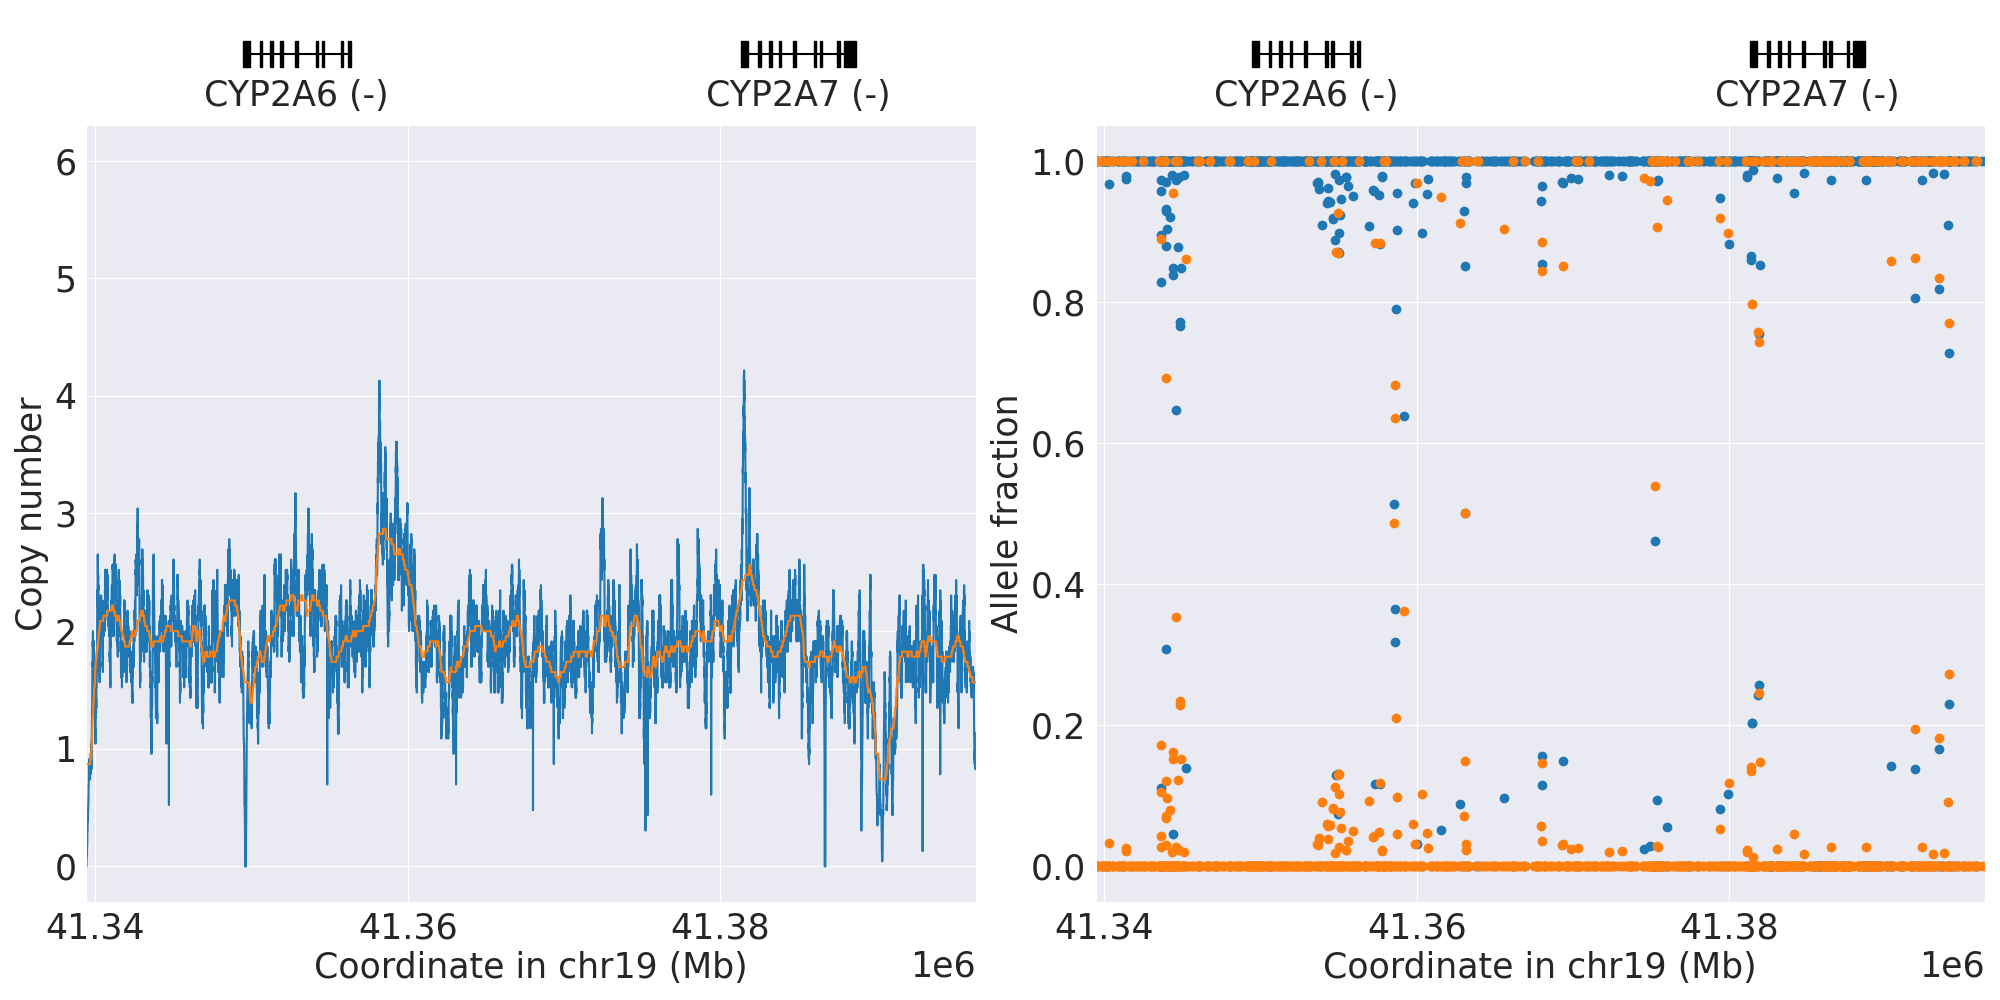 CYP2A6 (-)
CYP2A7 (-)
6
5
4
3
2
1
0
Copy number
41.34
41.36
41.38
Coordinate in chr19 (Mb)
1e6
CYP2A6 (-)
CYP2A7 (-)
1.0
0.8
0.6
0.4
0.2
0.0
Allele fraction
41.34
41.36
41.38
Coordinate in chr19 (Mb)
1e6